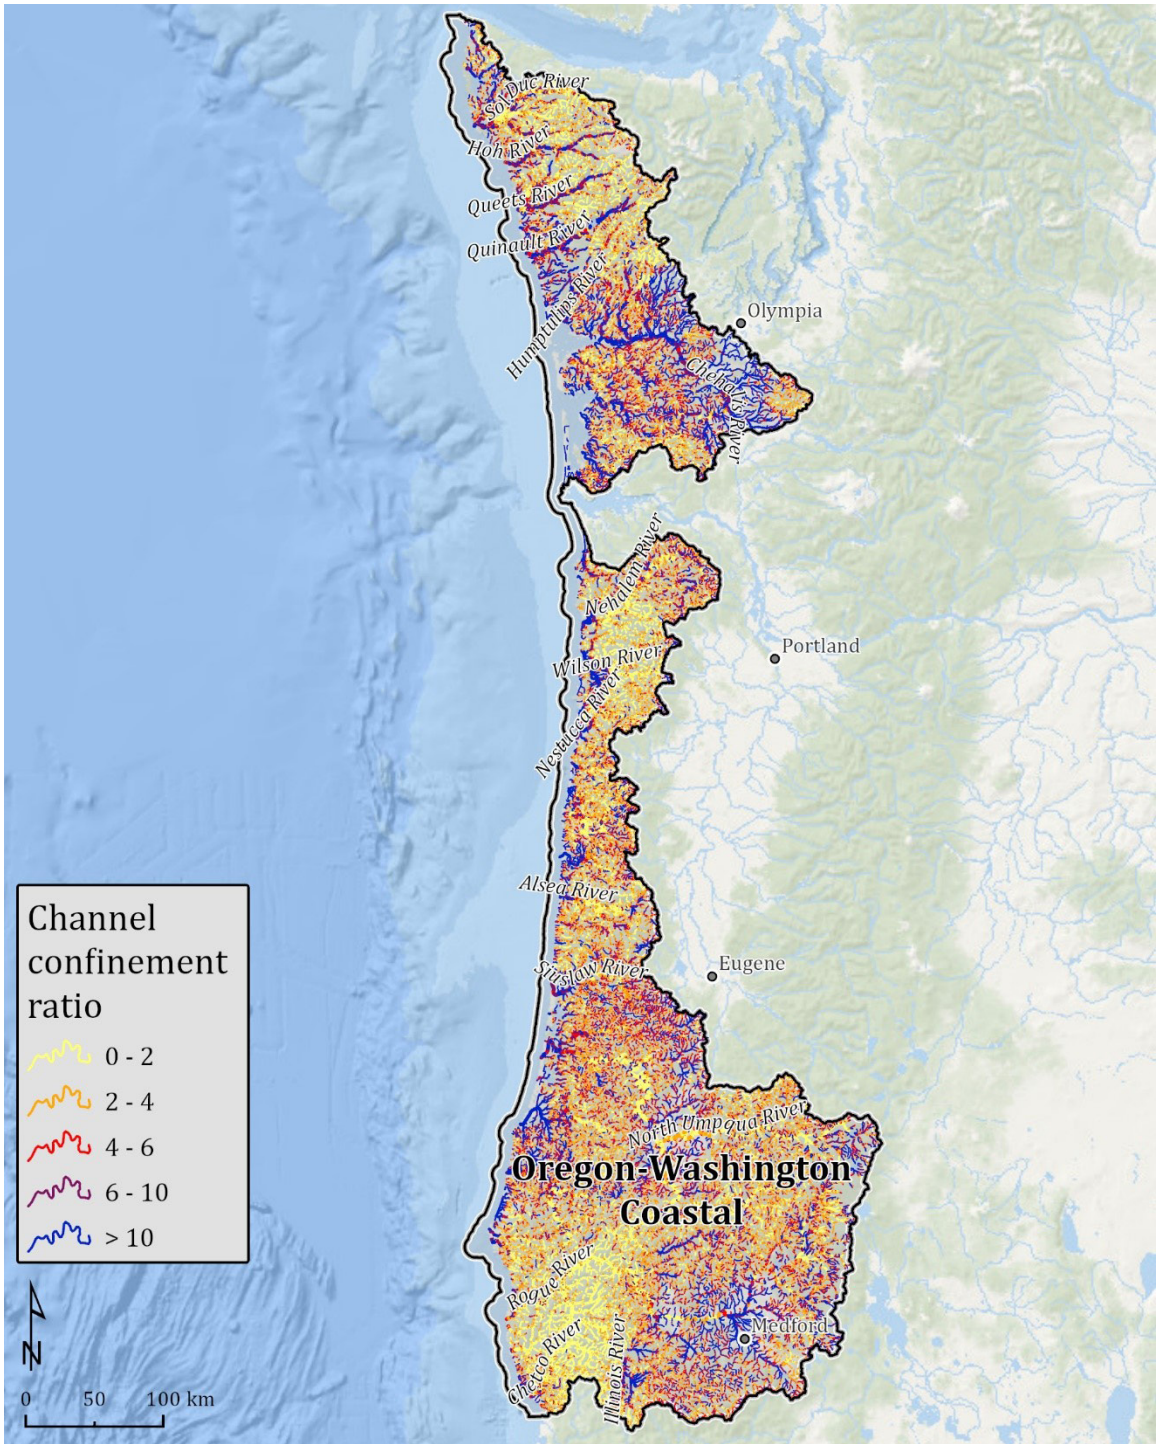 Sol Duc River
Hoh River
Queets River
Quinault River
Humptulips River
Olympia
Chehalis River
Nehalem River
Wilson River
Portland
Nestucca River
Alsea River
Siuslaw River
Eugene
North Umpqua River
Oregon-Washington
Coastal
Rogue River
Medford
Chetco River
Illinois River
Channel
confinement
ratio
0 - 2
2 - 4
4 - 6
6 - 10
> 10
N
0 50 100 km